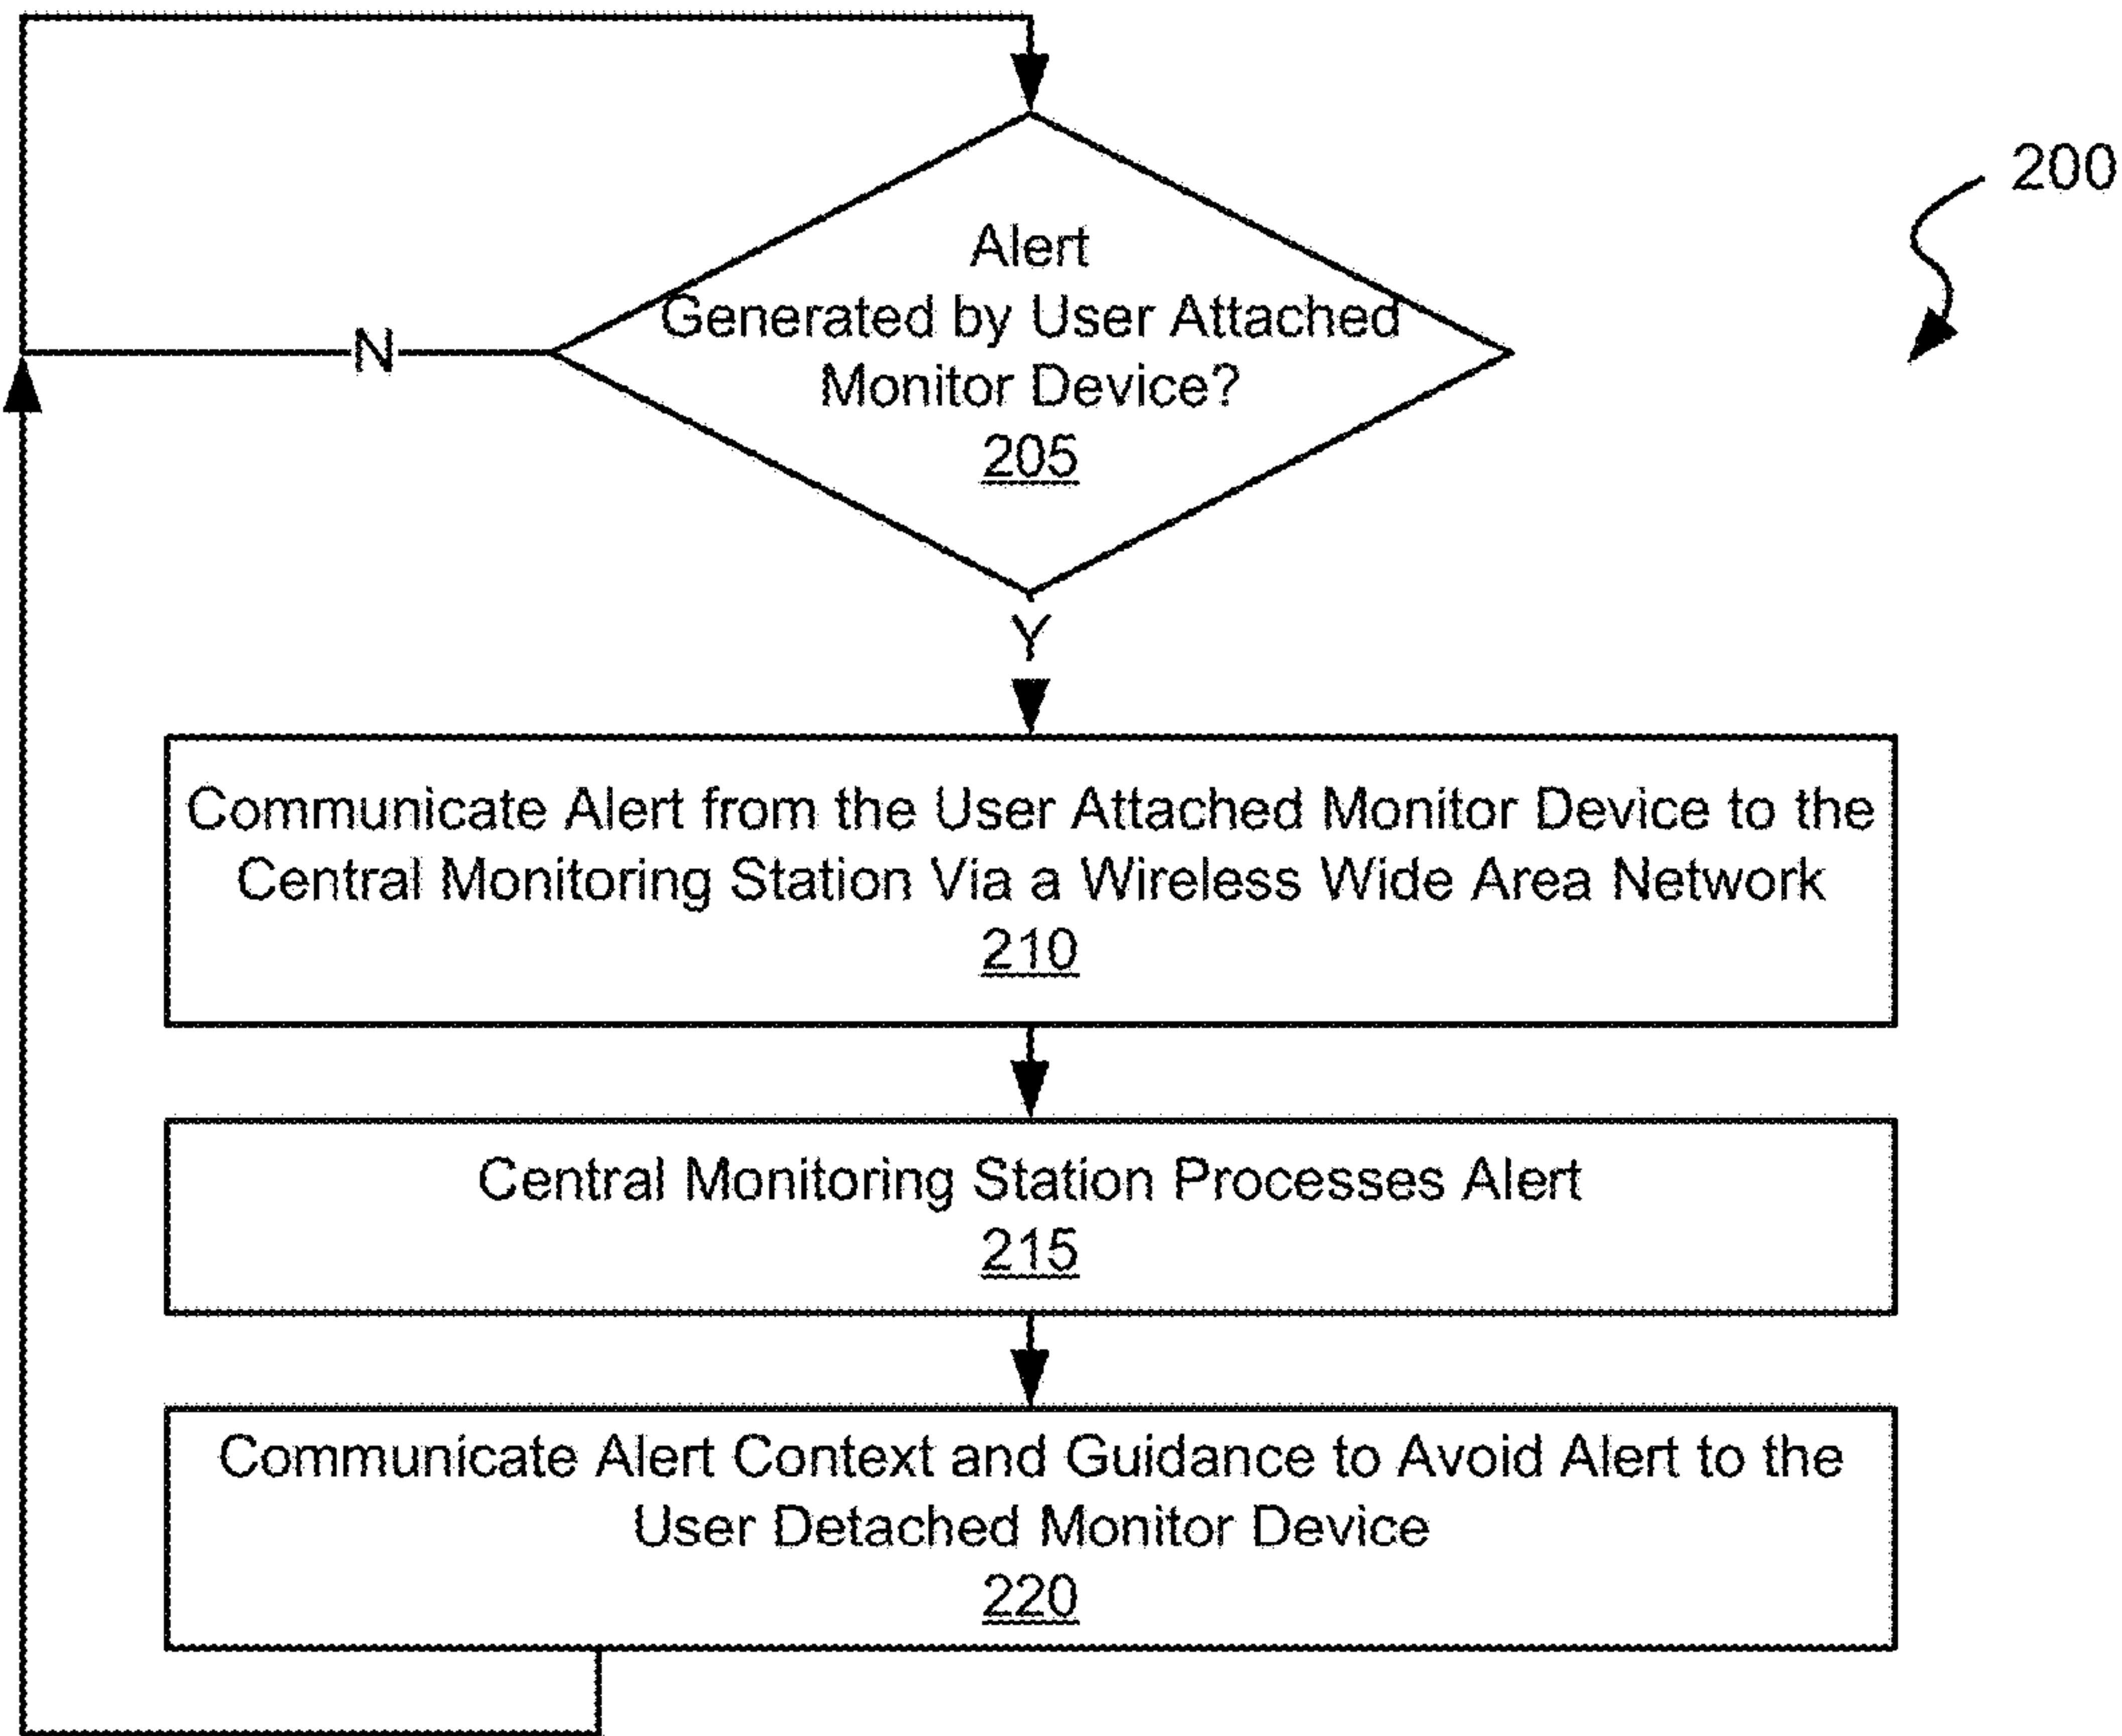 200
Alert
Generated by User Attached
Monitor Device?
205
N
Y
Communicate Alert from the User Attached Monitor Device to the
Central Monitoring Station Via a Wireless Wide Area Network
210
Central Monitoring Station Processes Alert
215
Communicate Alert Context and Guidance to Avoid Alert to the
User Detached Monitor Device
220